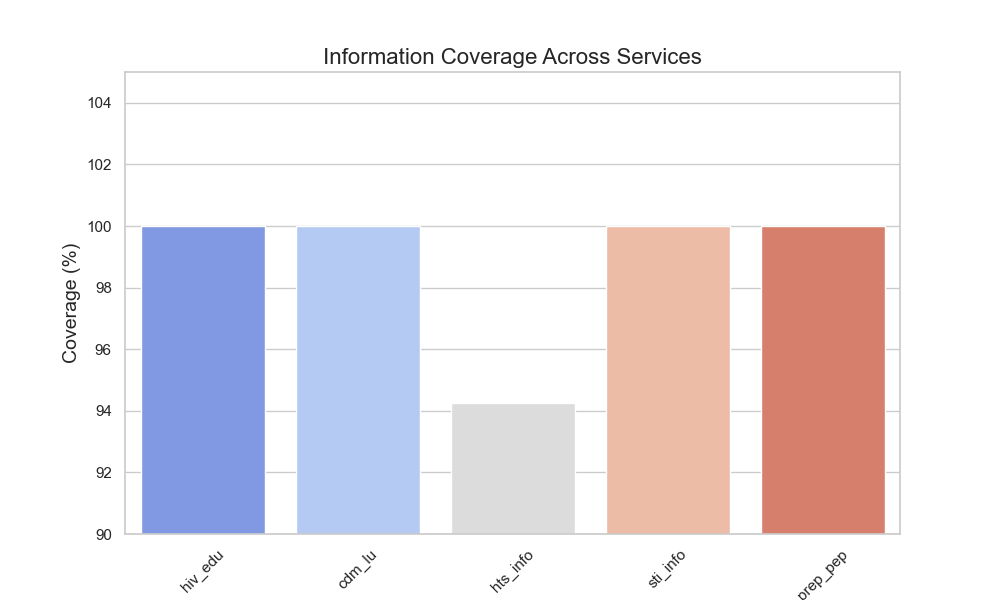 Information Coverage Across Services
Coverage (%)
104
102
100
98
96
94
92
90
hiv_edu
cdm_lu
hts_info
sti_info
prep_pep